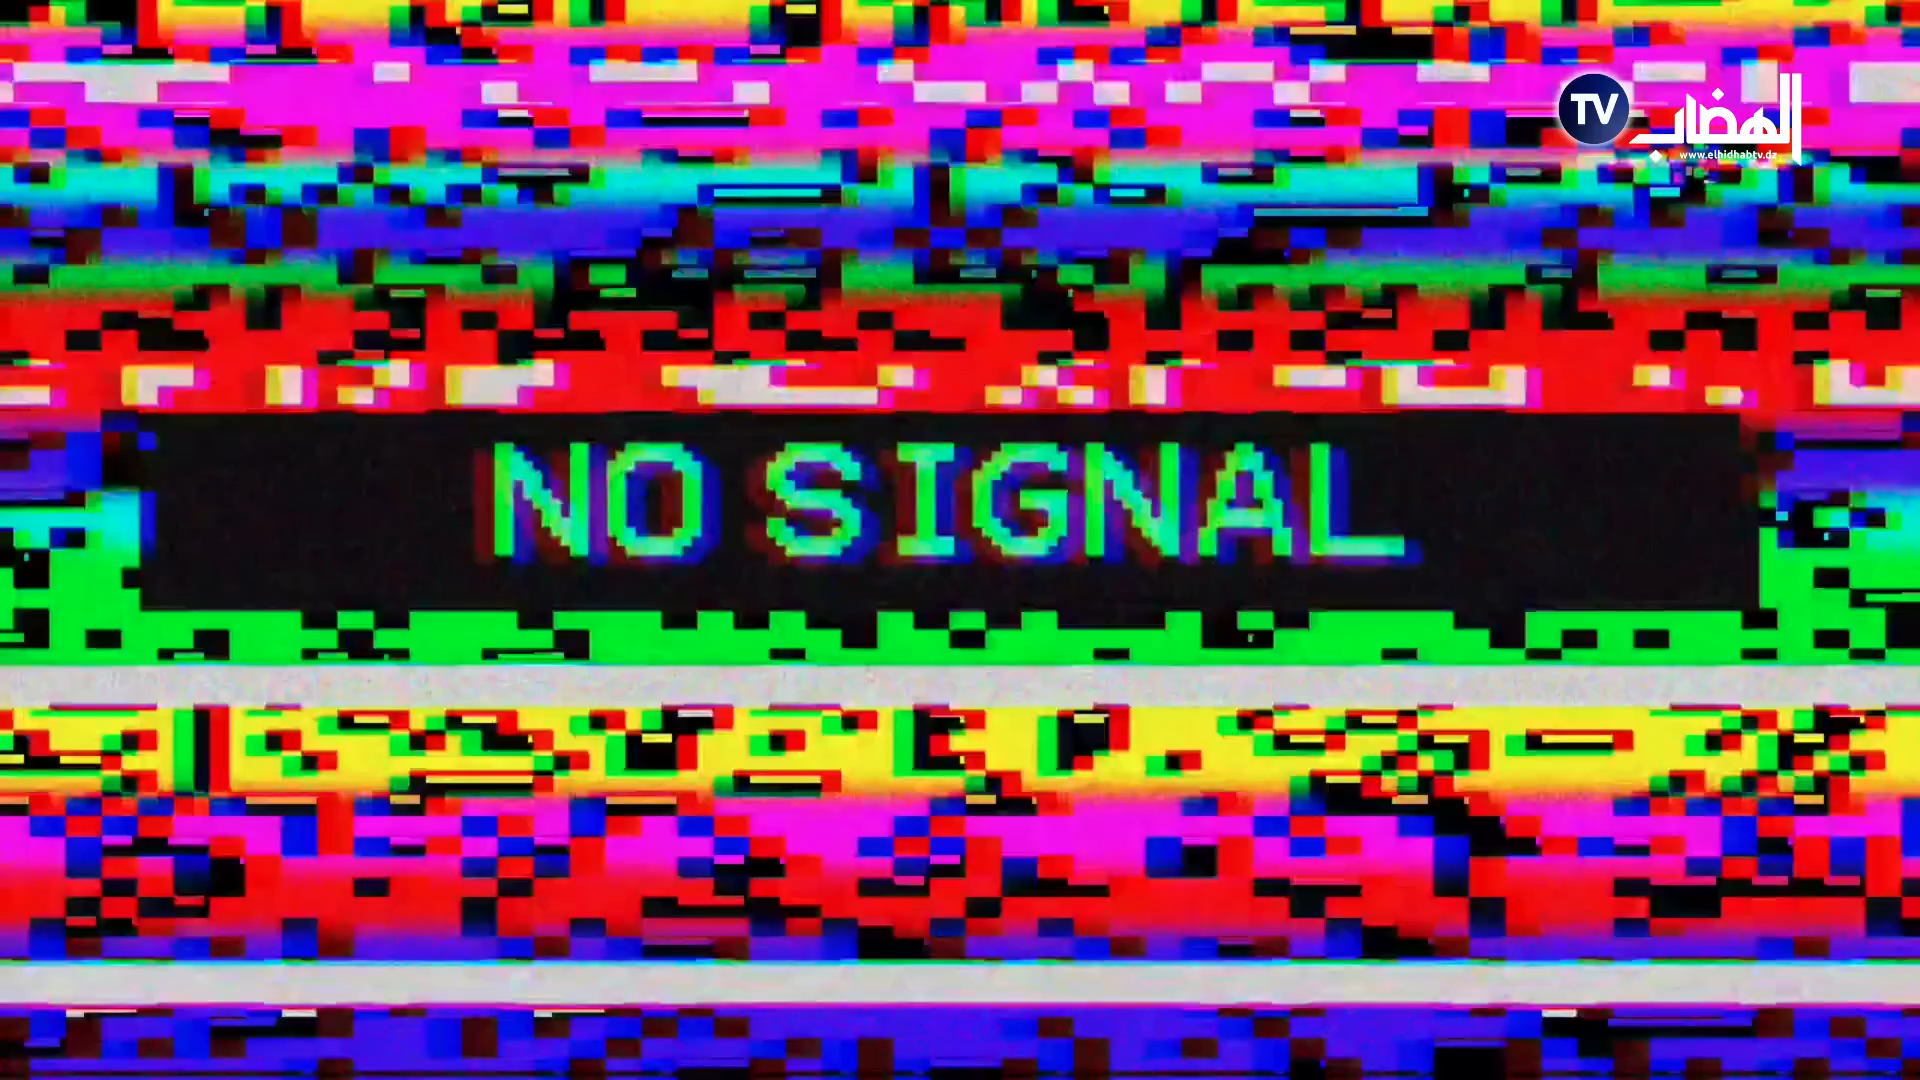 TV الهضاب
www.elhidhabtv.dz
NO SIGNAL